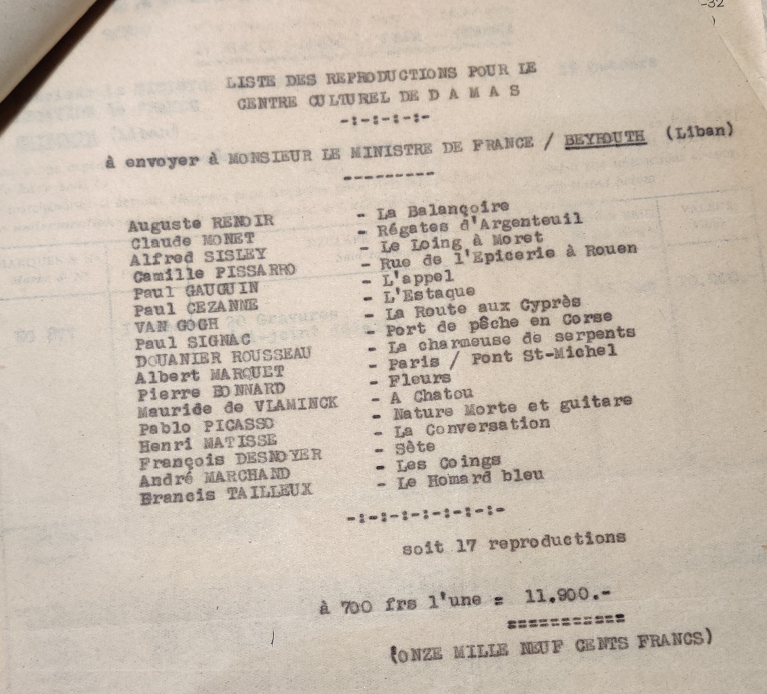 -32
LISTE DES REPRODUCTIONS POUR LE
CENTRE CULTUREL DE D A M A S
-:-:-:-:-
à envoyer à MONSIEUR LE MINISTRE DE FRANCE / BEYROUTH (Liban)
---------
Auguste RENOIR - La Balançoire
Claude MONET - Régates d'Argenteuil
Alfred SISLEY - Le Loing à Moret
Camille PISSARRO - Rue de l'Epicerie à Rouen
Paul GAUGUIN - L'appel
Paul CEZANNE - L'Estaque
VAN GOGH - La Route aux Cyprès
Paul SIGNAC - Port de pêche en Corse
DOUANIER ROUSSEAU - La charmeuse de serpents
Albert MARQUET - Paris / Pont St-Michel
Pierre BONNARD - Fleurs
Mauride de VLAMINCK - A Chatou
Pablo PICASSO - Nature Morte et guitare
Henri MATISSE - La Conversation
François DESNOYER - Sète
André MARCHAND - Les Coings
Francis TAILLEUX - Le Homard bleu
-:-:-:-:-:-:-:-
soit 17 reproductions
à 700 frs l'une = 11.900.-
===========
(ONZE MILLE NEUF CENTS FRANCS)